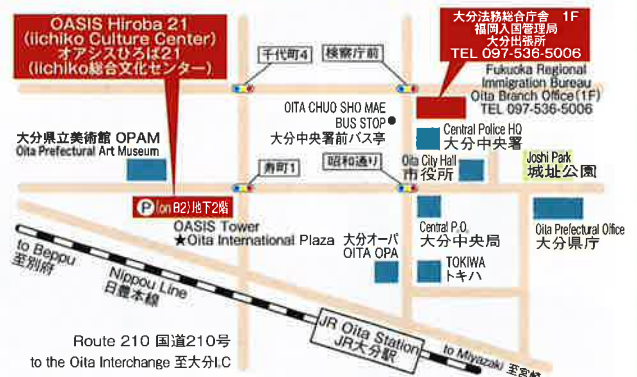 OASIS Hiroba 21
(iichiko Culture Center)
オアシスひろば21
(iichiko総合文化センター)
千代町4
検察庁前
大分法務総合庁舎 1F
福岡入国管理局
大分出張所
TEL 097-536-5006
Fukuoka Regional
Immigration Bureau
Oita Branch Office(1F)
TEL 097-536-5006
OITA CHUO SHO MAE
BUS STOP
大分中央署前バス亭
Central Police HQ
大分中央署
大分県立美術館 OPAM
Oita Prefectural Art Museum
寿町1
昭和通り
Oita City Hall
市役所
Joshi Park
城址公園
P (on B2)地下2階
OASIS Tower
★Oita International Plaza
大分オーパ
OITA OPA
Central P.O.
大分中央局
Oita Prefectural Office
大分県庁
TOKIWA
トキハ
to Beppu
至別府
Nippou Line
日豊本線
JR Oita Station
JR大分駅
to Miyazaki 至宮崎
Route 210 国道210号
to the Oita Interchange 至大分I.C